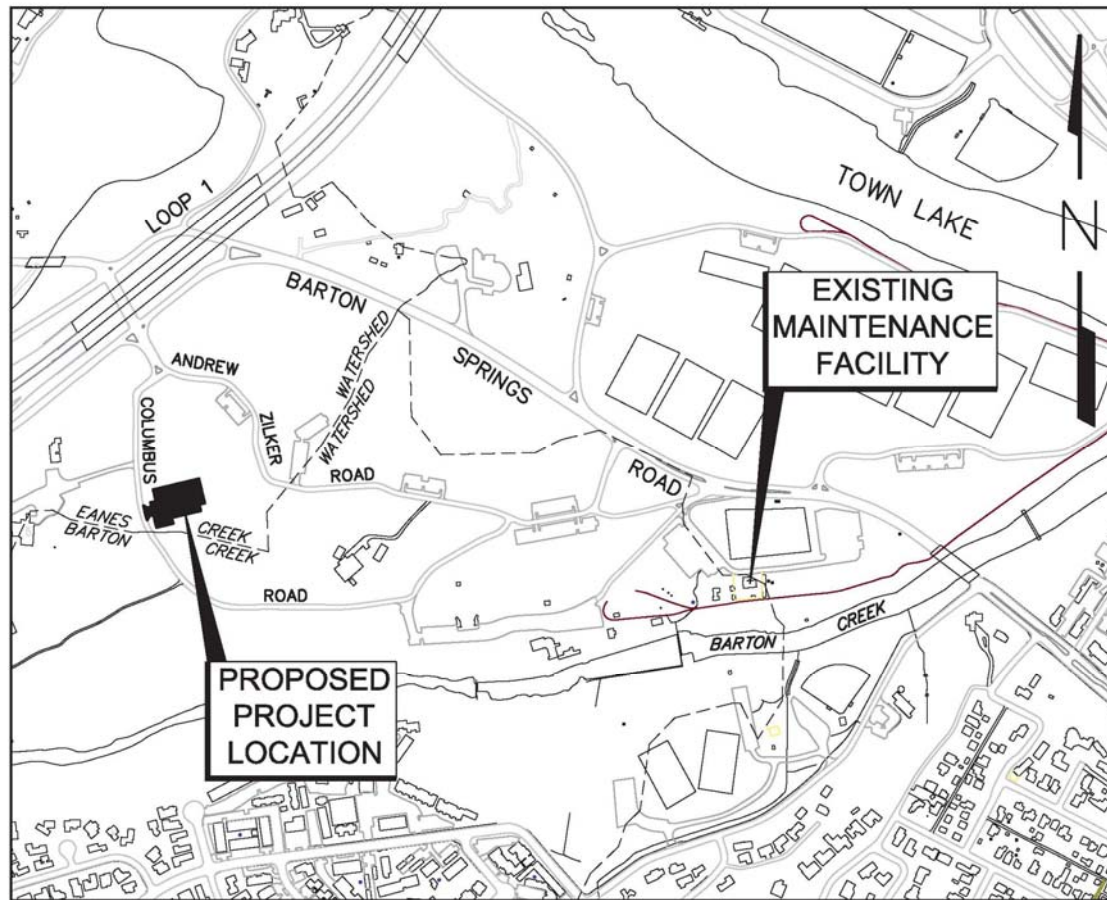 LOOP 1
TOWN LAKE
N
BARTON
SPRINGS
ROAD
EXISTING
MAINTENANCE
FACILITY
WATERSHED
WATERSHED
ANDREW
ZILKER
ROAD
COLUMBUS
EANES
CREEK
BARTON
CREEK
ROAD
BARTON
CREEK
PROPOSED
PROJECT
LOCATION